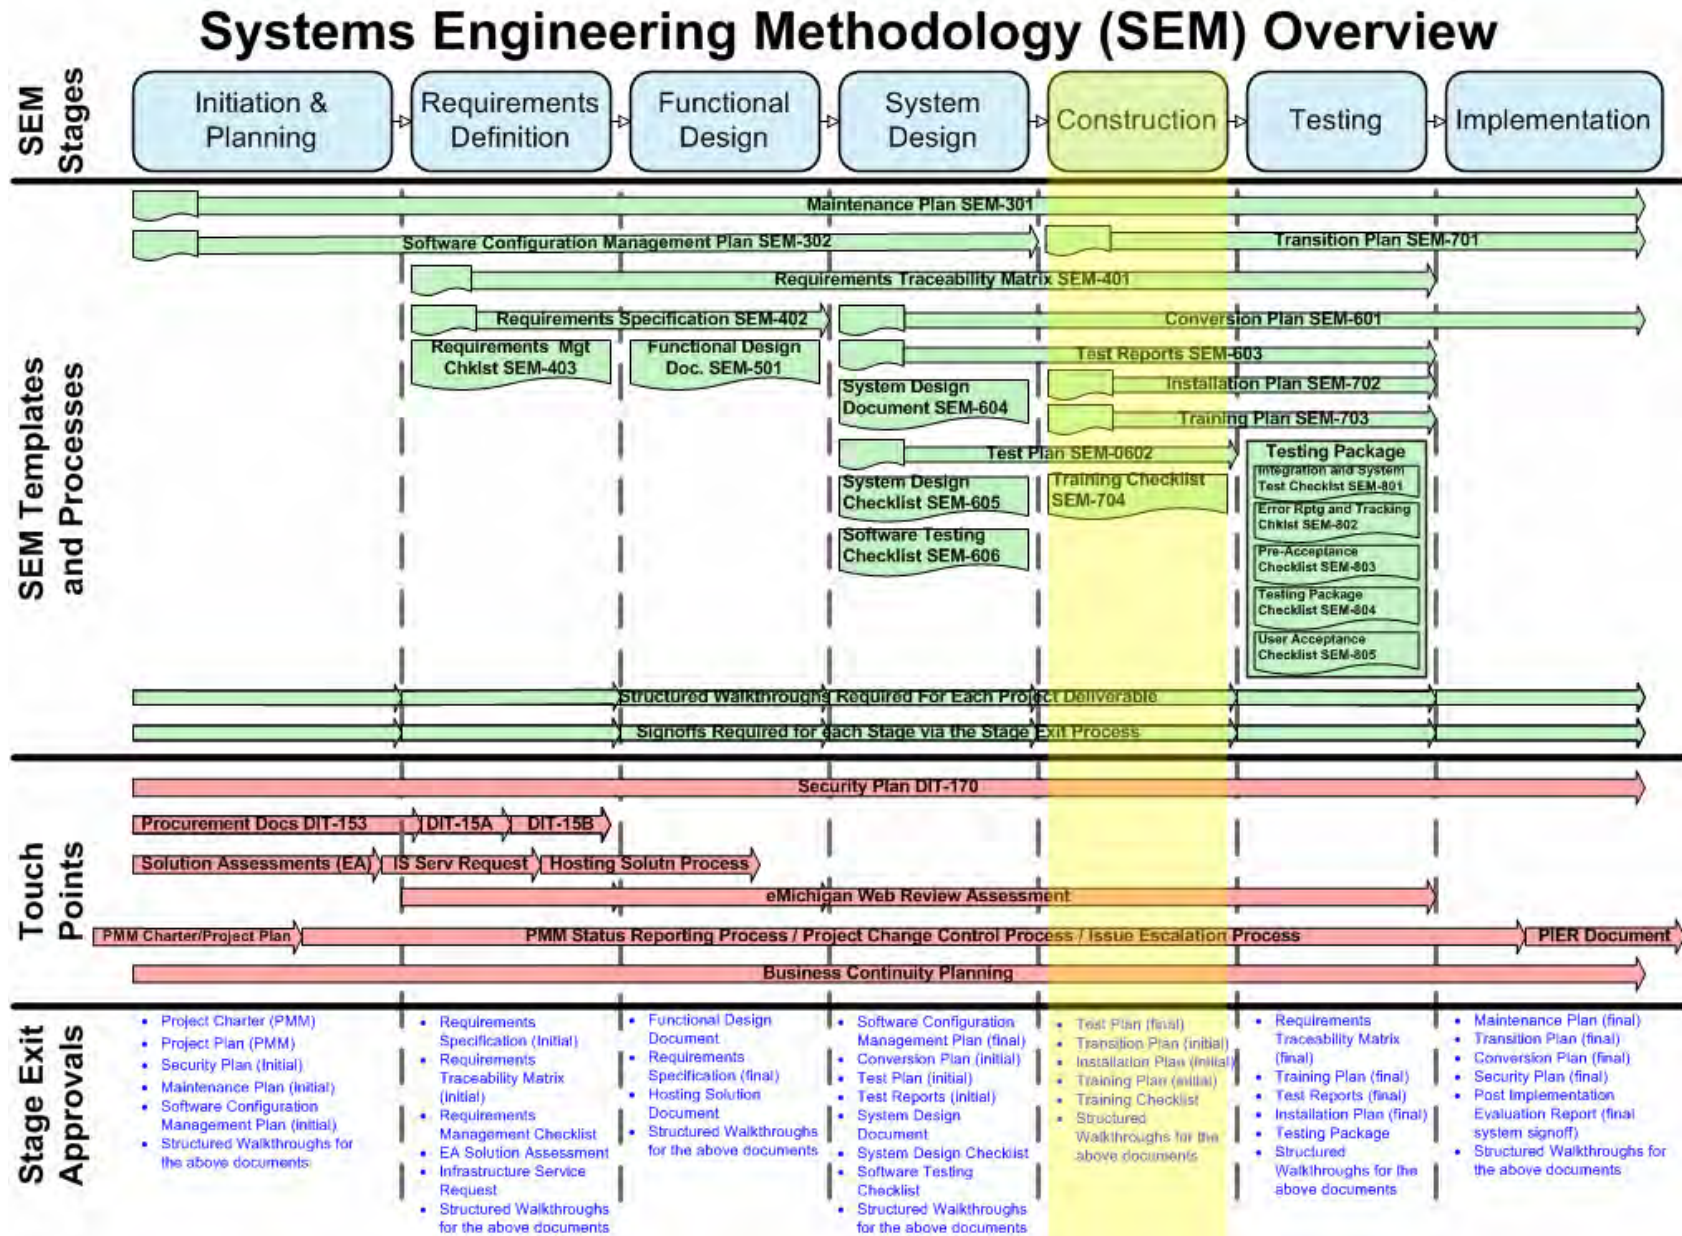 Systems Engineering Methodology (SEM) Overview
SEM
Stages
Initiation &
Planning
Requirements
Definition
Functional
Design
System
Design
Construction
Testing
Implementation
SEM Templates
and Processes
Maintenance Plan SEM-301
Software Configuration Management Plan SEM-302
Transition Plan SEM-701
Requirements Traceability Matrix SEM-401
Requirements Specification SEM-402
Conversion Plan SEM-601
Requirements Mgt
Chklst SEM-403
Functional Design
Doc. SEM-501
Test Reports SEM-603
System Design
Document SEM-604
Installation Plan SEM-702
Training Plan SEM-703
Test Plan SEM-0602
System Design
Checklist SEM-605
Training Checklist
SEM-704
Software Testing
Checklist SEM-606
Testing Package
Integration and System
Test Checklist SEM-801
Error Rptg and Tracking
Chklst SEM-802
Pre-Acceptance
Checklist SEM-803
Testing Package
Checklist SEM-804
User Acceptance
Checklist SEM-805
Structured Walkthroughs Required For Each Project Deliverable
Signoffs Required for each Stage via the Stage Exit Process
Touch
Points
Security Plan DIT-170
Procurement Docs DIT-153
DIT-15A
DIT-15B
Solution Assessments (EA)
IS Serv Request
Hosting Solutn Process
eMichigan Web Review Assessment
PMM Charter/Project Plan
PMM Status Reporting Process / Project Change Control Process / Issue Escalation Process
PIER Document
Business Continuity Planning
Stage Exit
Approvals
• Project Charter (PMM)
• Project Plan (PMM)
• Security Plan (Initial)
• Maintenance Plan (initial)
• Software Configuration
Management Plan (initial)
• Structured Walkthroughs for
the above documents
• Requirements
Specification (Initial)
• Requirements
Traceability Matrix
(initial)
• Requirements
Management Checklist
• EA Solution Assessment
• Infrastructure Service
Request
• Structured Walkthroughs
for the above documents
• Functional Design
Document
• Requirements
Specification (final)
• Hosting Solution
Document
• Structured Walkthroughs
for the above documents
• Software Configuration
Management Plan (final)
• Conversion Plan (initial)
• Test Plan (initial)
• Test Reports (initial)
• System Design
Document
• System Design Checklist
• Software Testing
Checklist
• Structured Walkthroughs
for the above documents
• Test Plan (final)
• Transition Plan (initial)
• Installation Plan (initial)
• Training Plan (initial)
• Training Checklist
• Structured
Walkthroughs for the
above documents
• Requirements
Traceability Matrix
(final)
• Training Plan (final)
• Test Reports (final)
• Installation Plan (final)
• Testing Package
• Structured
Walkthroughs for the
above documents
• Maintenance Plan (final)
• Transition Plan (final)
• Conversion Plan (final)
• Security Plan (final)
• Post Implementation
Evaluation Report (final
system signoff)
• Structured Walkthroughs for
the above documents